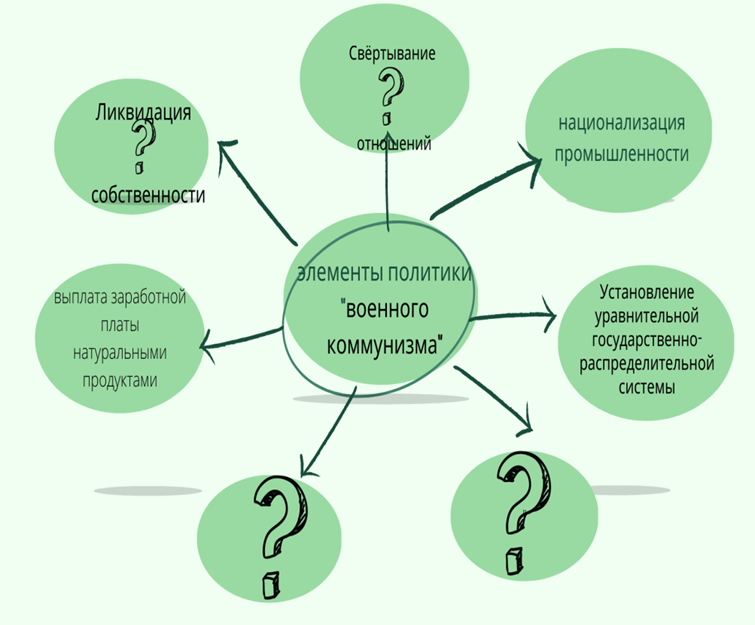 Свёртывание
?
отношений
Ликвидация
?
собственности
национализация
промышленности
элементы политики
"военного
коммунизма"
выплата заработной
платы
натуральными
продуктами
Установление
уравнительной
государственно-
распределительной
системы
?
?